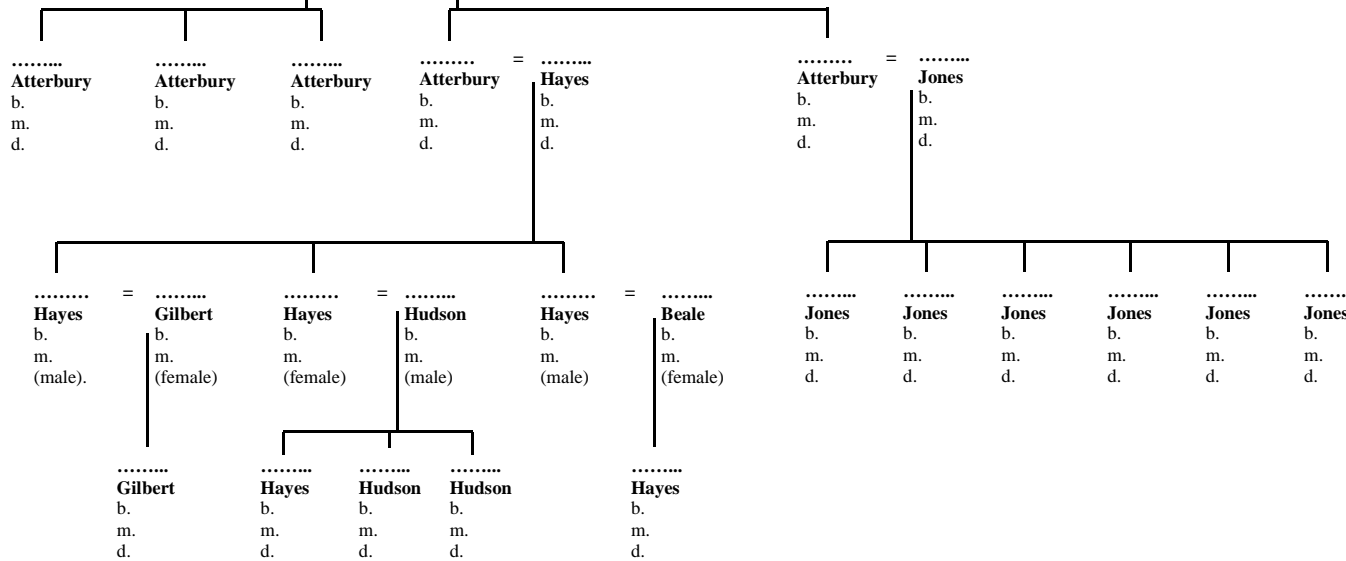 ……... ……... ……... ……… = ……... ……… = ……...
Atterbury Atterbury Atterbury Atterbury Hayes Atterbury Jones
b. b. b. b. b. b. b.
m. m. m. m. m. m. m.
d. d. d. d. d. d. d.
……… = ……... ……… = ……... ……… = ……... ……... ……... ……... ……... ……... ……...
Hayes Gilbert Hayes Hudson Hayes Beale Jones Jones Jones Jones Jones Jones
b. b. b. b. b. b. b. b. b. b. b. b.
m. m. m. m. m. m. m. m. m. m. m. m.
(male). (female) (female) (male) (male) (female) d. d. d. d. d. d.
……... ……... ……... ……... ……...
Gilbert Hayes Hudson Hudson Hayes
b. b. b. b. b.
m. m. m. m. m.
d. d. d. d. d.